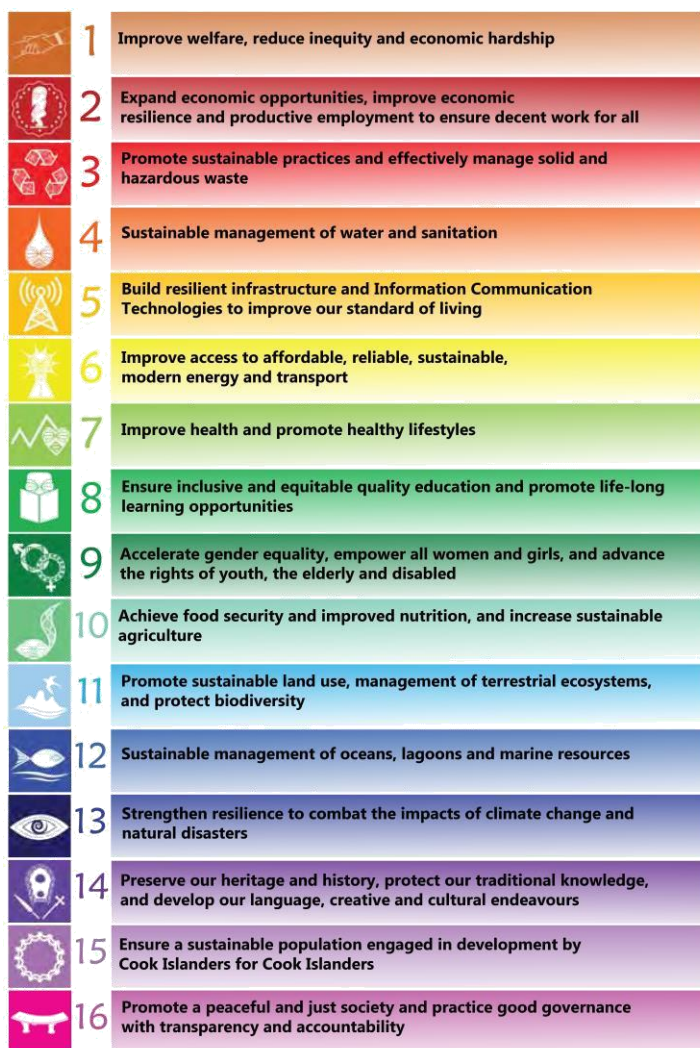 1
Improve welfare, reduce inequity and economic hardship
2
Expand economic opportunities, improve economic
resilience and productive employment to ensure decent work for all
3
Promote sustainable practices and effectively manage solid and
hazardous waste
4
Sustainable management of water and sanitation
5
Build resilient infrastructure and Information Communication
Technologies to improve our standard of living
6
Improve access to affordable, reliable, sustainable,
modern energy and transport
7
Improve health and promote healthy lifestyles
8
Ensure inclusive and equitable quality education and promote life-long
learning opportunities
9
Accelerate gender equality, empower all women and girls, and advance
the rights of youth, the elderly and disabled
10
Achieve food security and improved nutrition, and increase sustainable
agriculture
11
Promote sustainable land use, management of terrestrial ecosystems,
and protect biodiversity
12
Sustainable management of oceans, lagoons and marine resources
13
Strengthen resilience to combat the impacts of climate change and
natural disasters
14
Preserve our heritage and history, protect our traditional knowledge,
and develop our language, creative and cultural endeavours
15
Ensure a sustainable population engaged in development by
Cook Islanders for Cook Islanders
16
Promote a peaceful and just society and practice good governance
with transparency and accountability